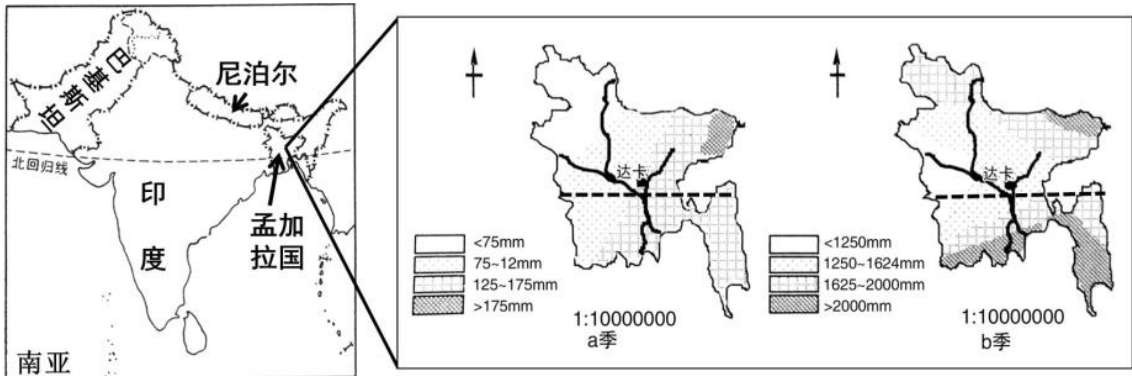 巴基斯坦
尼泊尔
北回归线
印度
孟加
拉国
南亚
达卡
<75mm
75~12mm
125~175mm
>175mm
1:10000000
a季
达卡
<1250mm
1250~1624mm
1625~2000mm
>2000mm
1:10000000
b季